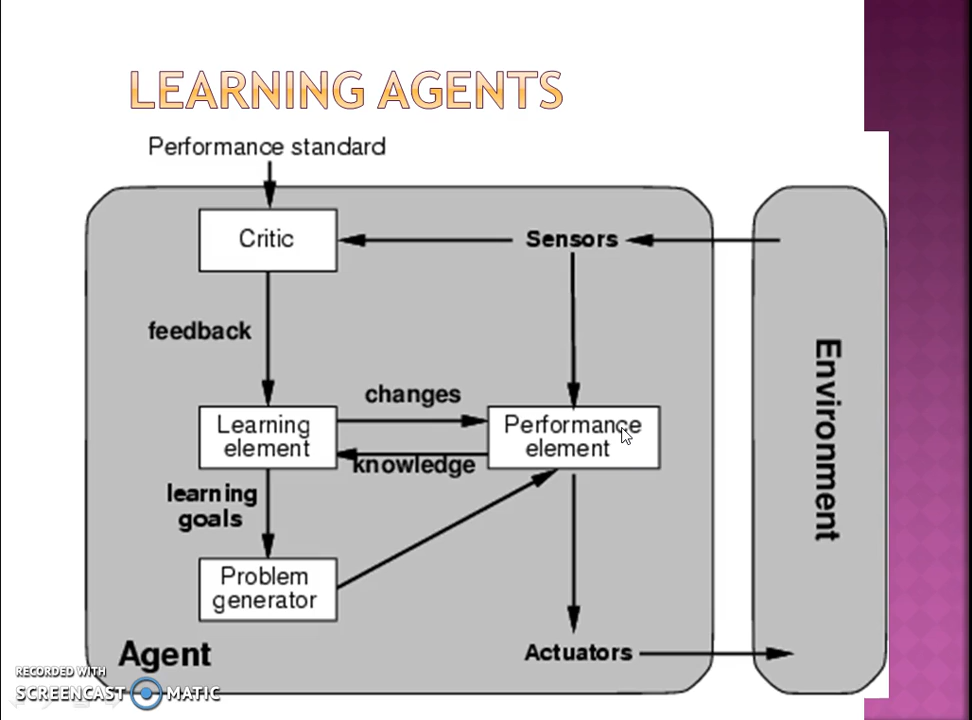 LEARNING AGENTS
Performance standard
Critic
Sensors
feedback
changes
Learning
element
Performance
element
knowledge
learning
goals
Problem
generator
Agent
Actuators
Environment
RECORDED WITH
SCREENCAST MATIC